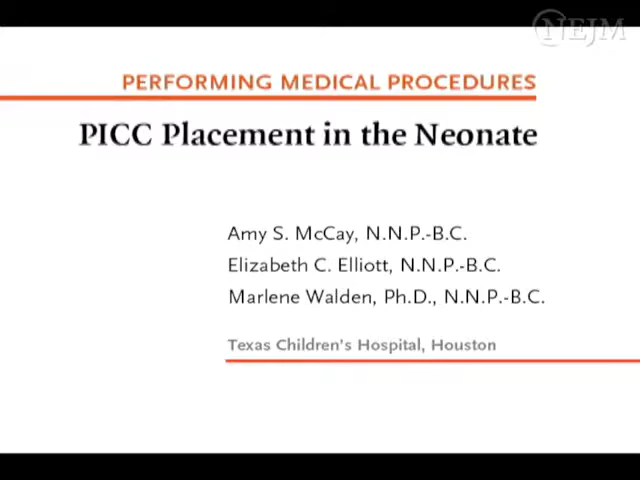 NEJM
PERFORMING MEDICAL PROCEDURES
PICC Placement in the Neonate
Amy S. McCay, N.N.P.-B.C.
Elizabeth C. Elliott, N.N.P.-B.C.
Marlene Walden, Ph.D., N.N.P.-B.C.
Texas Children's Hospital, Houston